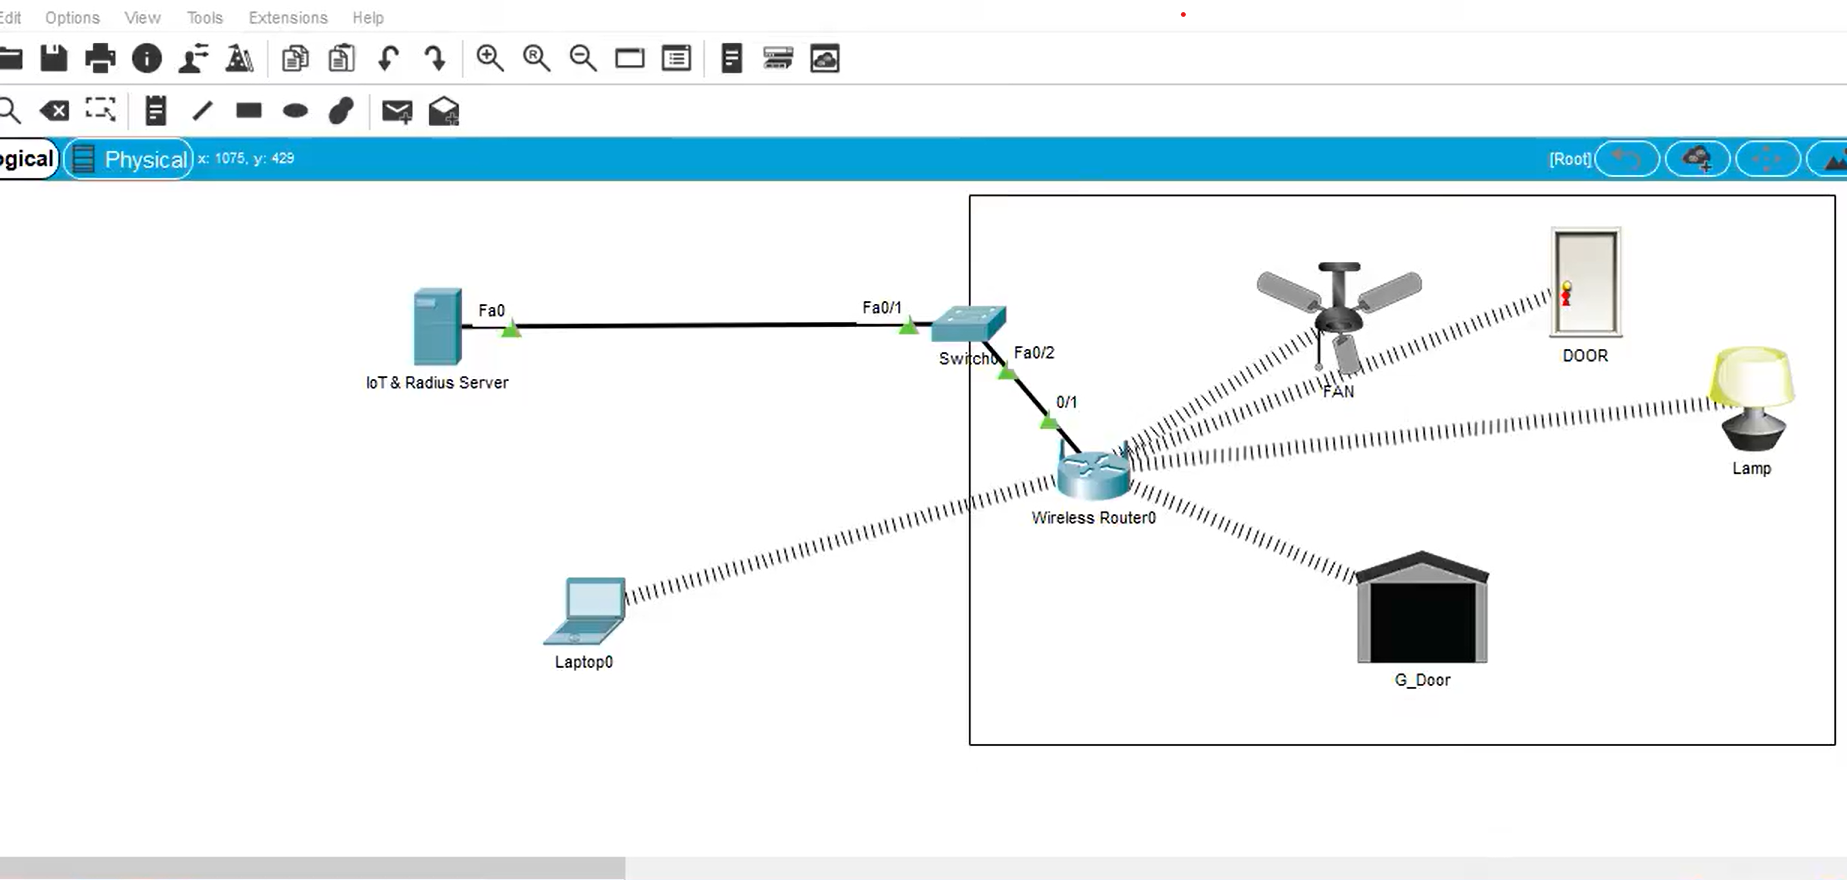 Edit Options View Tools Extensions Help
ogical Physical x: 1075, y: 429 [Root]
Fa0 Fa0/1
Switch0 Fa0/2
IoT & Radius Server
0/1
Wireless Router0
FAN
DOOR
Lamp
Laptop0
G_Door